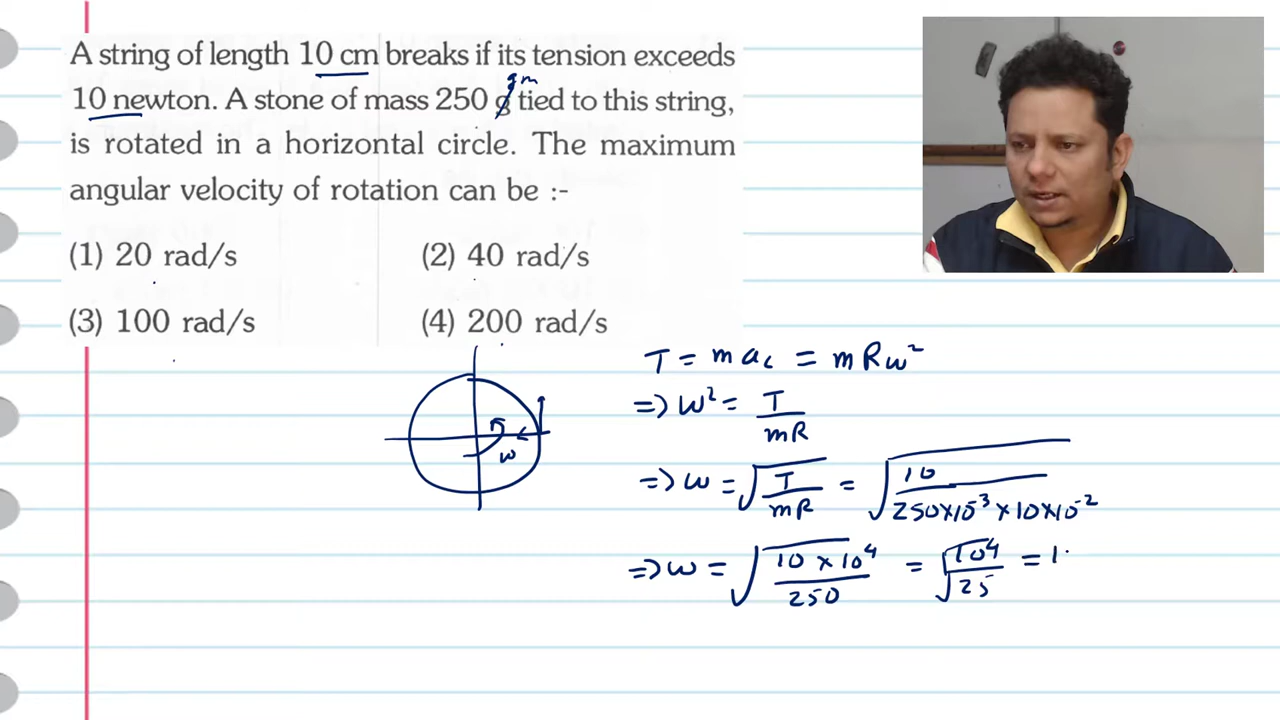 A string of length 10 cm breaks if its tension exceeds
gm
10 newton. A stone of mass 250 g tied to this string,
is rotated in a horizontal circle. The maximum
angular velocity of rotation can be :-
(1) 20 rad/s (2) 40 rad/s
(3) 100 rad/s (4) 200 rad/s
T = m a_c = mRω²
⇒ ω² = T/mR
⇒ ω = √(T/mR) = √(10/250×10⁻³×10×10⁻²)
⇒ ω = √(10×10⁴/250) = √(10⁴/25) = 1
ω